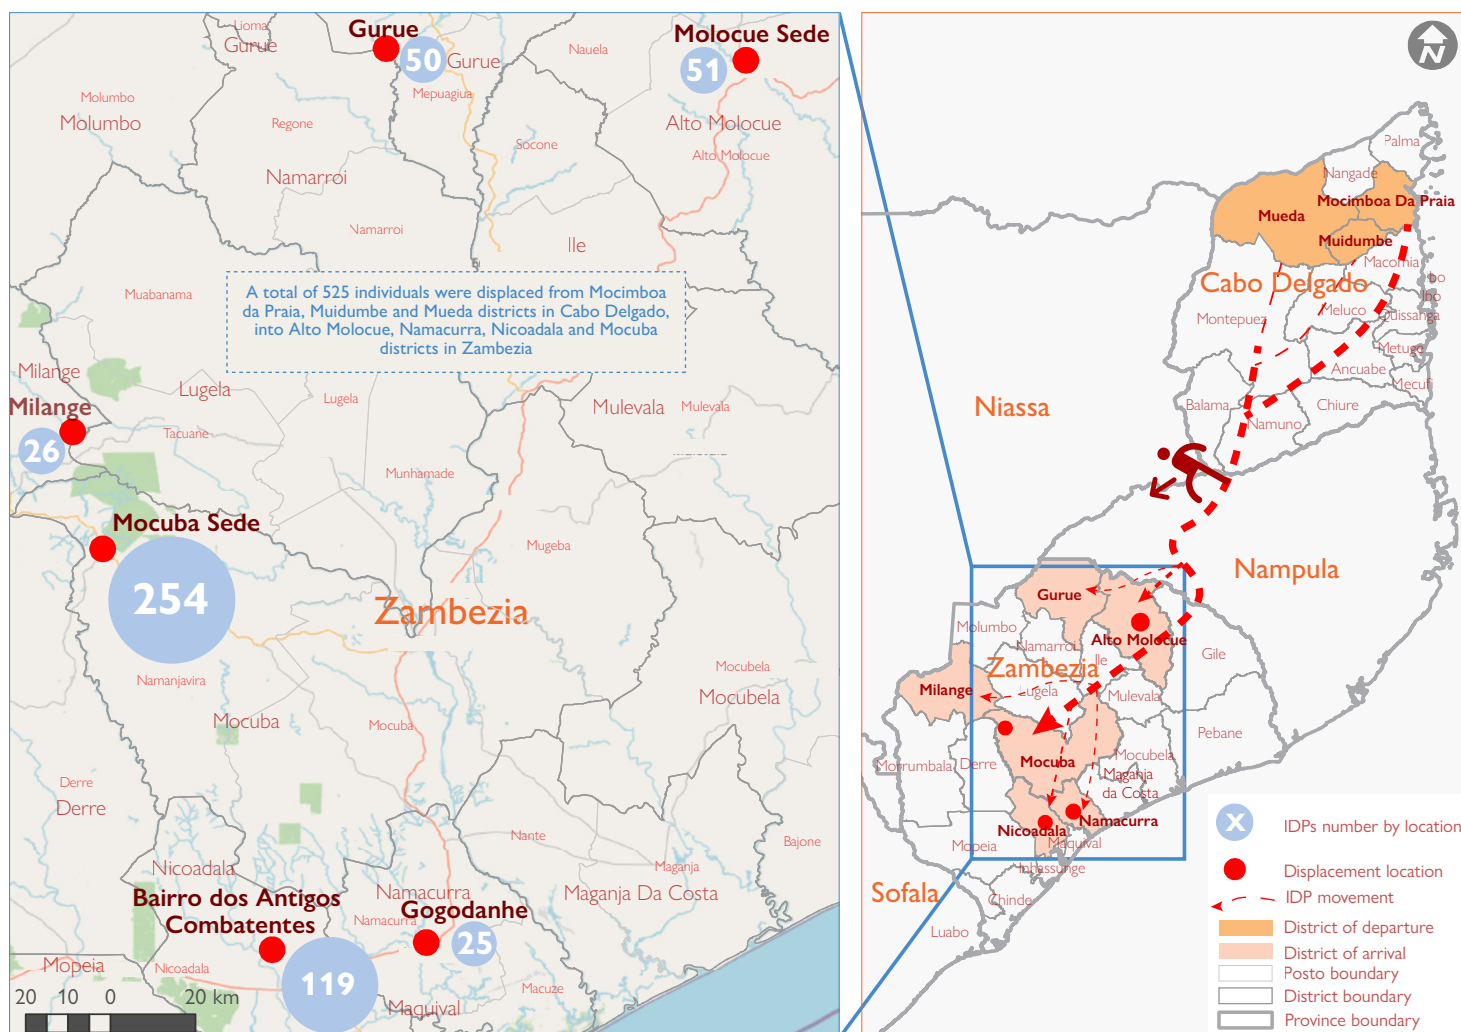 Lioma
Gurue
Gurue
50
Gurue
Mepuagiua
Nauela
Molocue Sede
51
Molumbo
Molumbo
Regone
Namarroi
Namarroi
Socone
Alto Molocue
Alto Molocue
Ile
Muabanama
A total of 525 individuals were displaced from Mocimboa
da Praia, Muidumbe and Mueda districts in Cabo Delgado,
into Alto Molocue, Namacurra, Nicoadala and Mocuba
districts in Zambezia
Milange
Milange
26
Lugela
Lugela
Tacuane
Mulevala
Mulevala
Munhamade
Mocuba Sede
254
Mugeba
Zambezia
Namanjavira
Mocuba
Mocuba
Mocubela
Mocubela
Derre
Derre
Nante
Bajone
Maganja
Maganja Da Costa
Nicoadala
Bairro dos Antigos
Combatentes
Namacurra
Namacurra
Gogodanhe
25
119
Mopeia
Nicoadala
Macuze
Maquival
20 10 0 20 km
N
Palma
Nangade
Mocimboa Da Praia
Mueda
Muidumbe
Macomia
Cabo Delgado
Ibo
Ibo
Quissanga
Meluco
Montepuez
Metuge
Ancuabe
Mecufi
Balama
Chiure
Namuno
Niassa
Nampula
Gurue
Molumbo
Namarroi
Alto Molocue
Ile
Gile
Zambezia
Milange
Lugela
Mulevala
Pebane
Mocubela
Morrumbala
Derre
Mocuba
Maganja
da Costa
Nicoadala
Namacurra
Maquival
Mopeia
Inhassunge
Chinde
Sofala
Luabo
X
IDPs number by location
Displacement location
IDP movement
District of departure
District of arrival
Posto boundary
District boundary
Province boundary